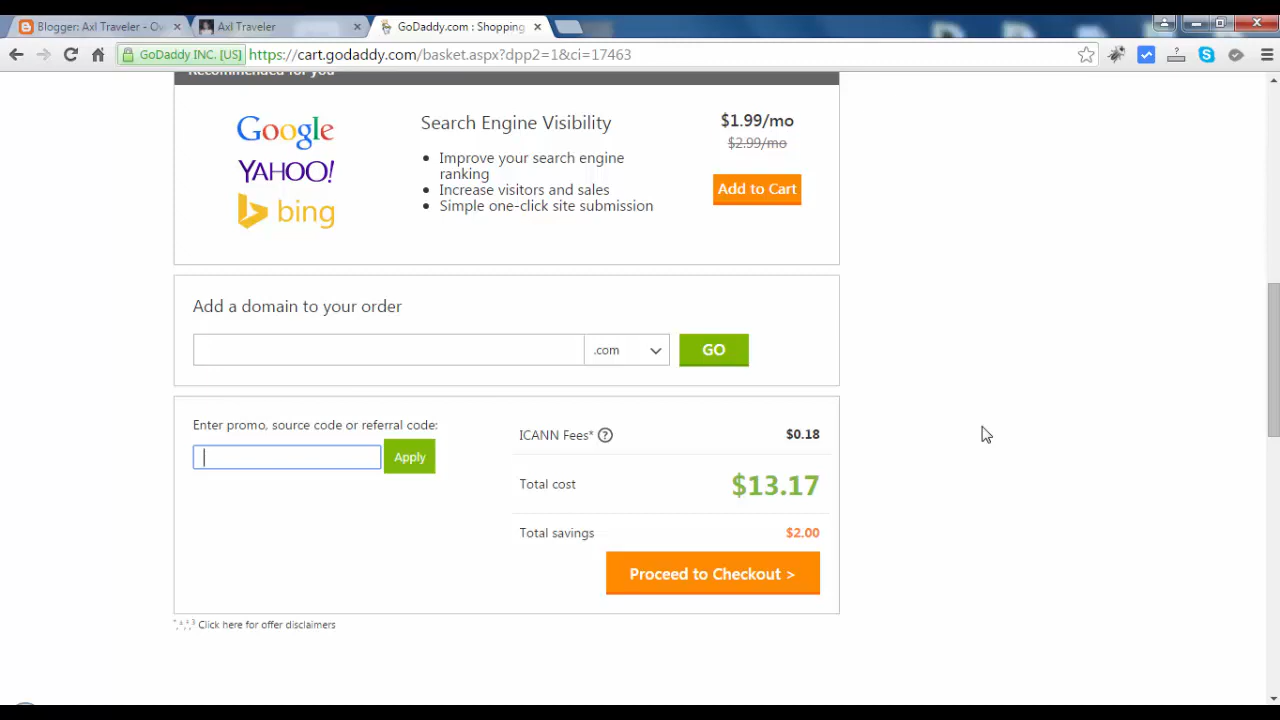 Blogger: Axl Traveler - Ov
Axl Traveler
GoDaddy.com : Shopping
GoDaddy INC. [US]
https://cart.godaddy.com/basket.aspx?dpp2=1&ci=17463
Recommended for you
Google
YAHOO!
bing
Search Engine Visibility
Improve your search engine
ranking
Increase visitors and sales
Simple one-click site submission
$1.99/mo
$2.99/mo
Add to Cart
Add a domain to your order
.com
GO
Enter promo, source code or referral code:
Apply
ICANN Fees* ?
$0.18
Total cost
$13.17
Total savings
$2.00
Proceed to Checkout >
Click here for offer disclaimers